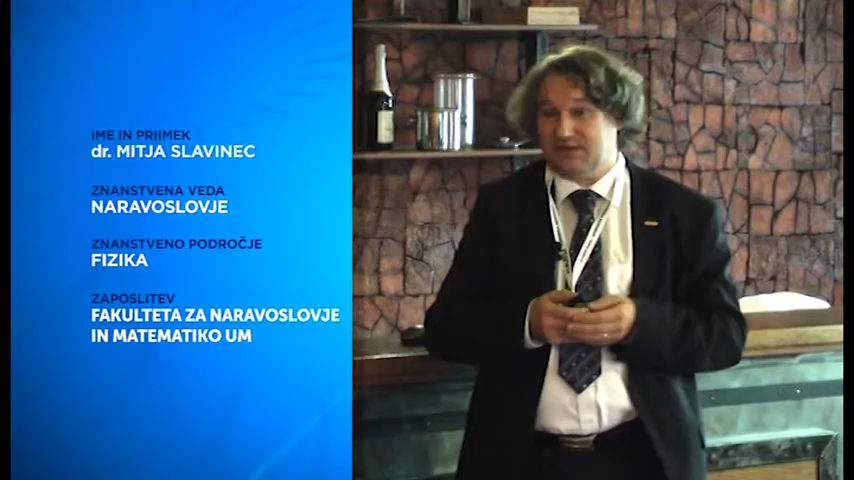 IME IN PRIIMEK
dr. MITJA SLAVINEC
ZNANSTVENA VEDA
NARAVOSLOVJE
ZNANSTVENO PODROČJE
FIZIKA
ZAPOSLITEV
FAKULTETA ZA NARAVOSLOVJE
IN MATEMATIKO UM